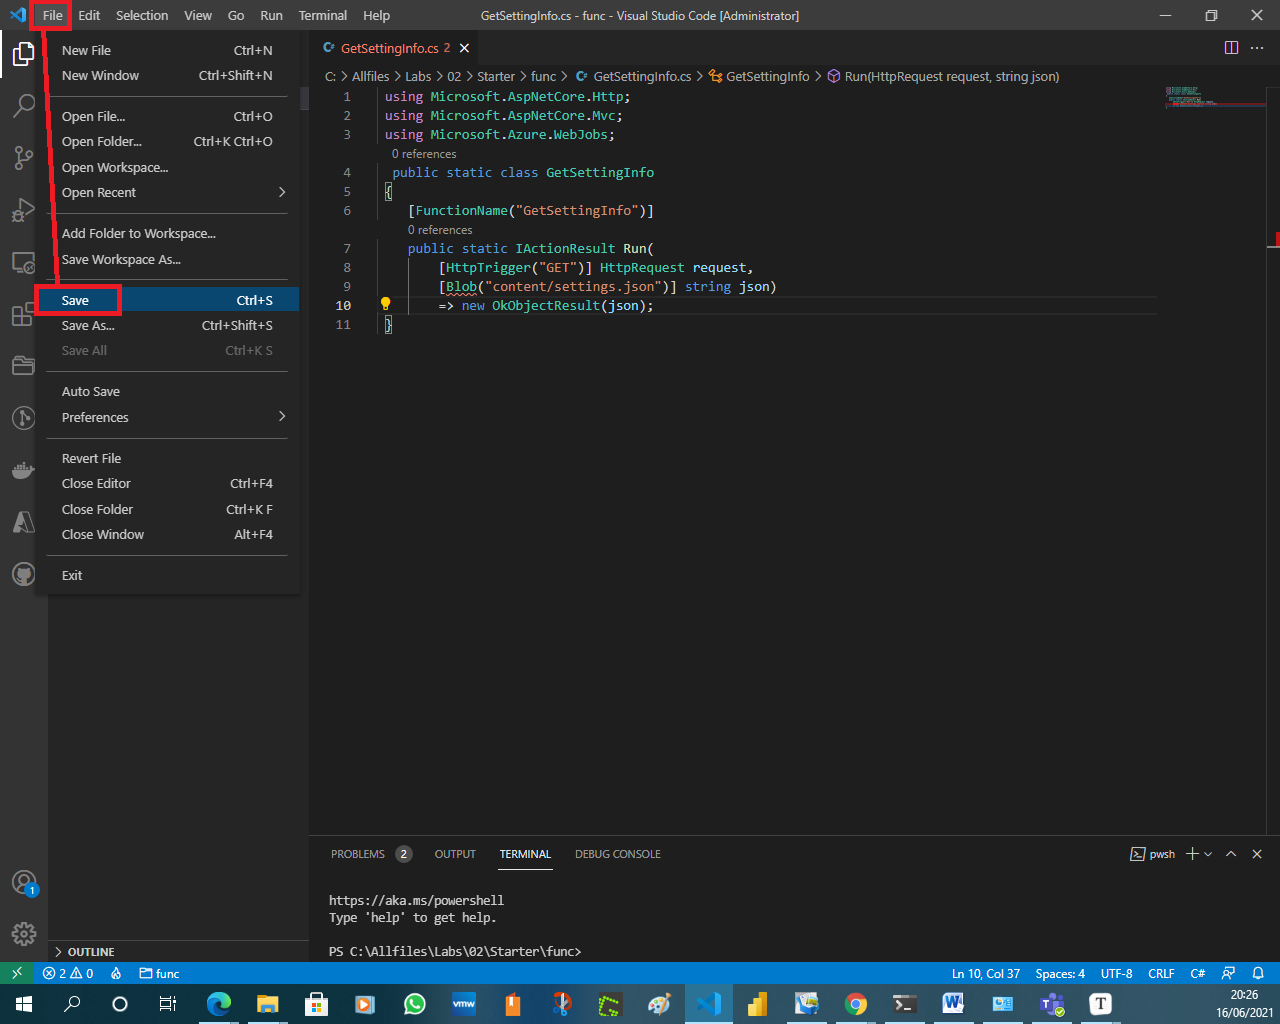 File Edit Selection View Go Run Terminal Help
GetSettingInfo.cs - func - Visual Studio Code [Administrator]
New File Ctrl+N
New Window Ctrl+Shift+N
Open File... Ctrl+O
Open Folder... Ctrl+K Ctrl+O
Open Workspace...
Open Recent
Add Folder to Workspace...
Save Workspace As...
Save Ctrl+S
Save As... Ctrl+Shift+S
Save All Ctrl+K S
Auto Save
Preferences
Revert File
Close Editor Ctrl+F4
Close Folder Ctrl+K F
Close Window Alt+F4
Exit
OUTLINE
GetSettingInfo.cs 2
C: > Allfiles > Labs > 02 > Starter > func > GetSettingInfo.cs > GetSettingInfo > Run(HttpRequest request, string json)
1 using Microsoft.AspNetCore.Http;
2 using Microsoft.AspNetCore.Mvc;
3 using Microsoft.Azure.WebJobs;
0 references
4 public static class GetSettingInfo
5 {
6 [FunctionName("GetSettingInfo")]
0 references
7 public static IActionResult Run(
8 [HttpTrigger("GET")] HttpRequest request,
9 [Blob("content/settings.json")] string json)
10 => new OkObjectResult(json);
11 }
PROBLEMS 2 OUTPUT TERMINAL DEBUG CONSOLE
pwsh
https://aka.ms/powershell
Type 'help' to get help.
PS C:\Allfiles\Labs\02\Starter\func>
1
2 0 func
Ln 10, Col 37 Spaces: 4 UTF-8 CRLF C#
vmw
T
20:26
16/06/2021